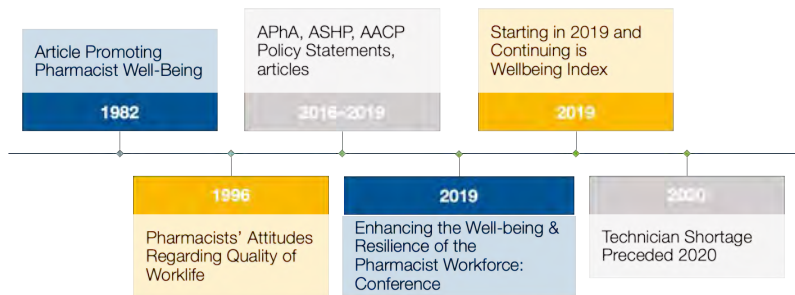 Article Promoting
Pharmacist Well-Being
1982
1996
Pharmacists' Attitudes
Regarding Quality of
Worklife
APhA, ASHP, AACP
Policy Statements,
articles
2016–2019
2019
Enhancing the Well-being &
Resilience of the
Pharmacist Workforce:
Conference
Starting in 2019 and
Continuing is
Wellbeing Index
2019
2020
Technician Shortage
Preceded 2020